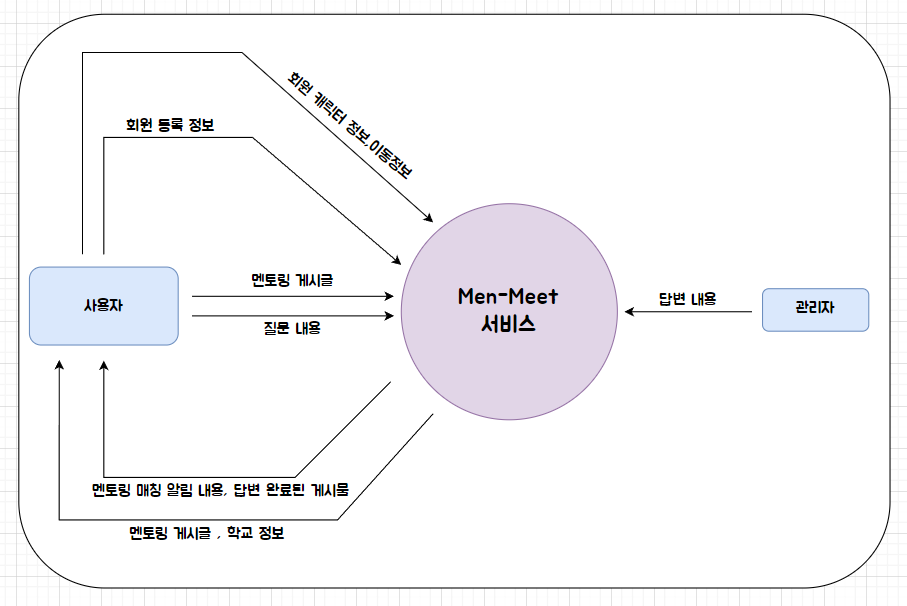 회원 캐릭터 정보,이동정보
회원 등록 정보
멘토링 게시글
질문 내용
사용자
Men-Meet
서비스
답변 내용
관리자
멘토링 매칭 알림 내용, 답변 완료된 게시물
멘토링 게시글 , 학교 정보